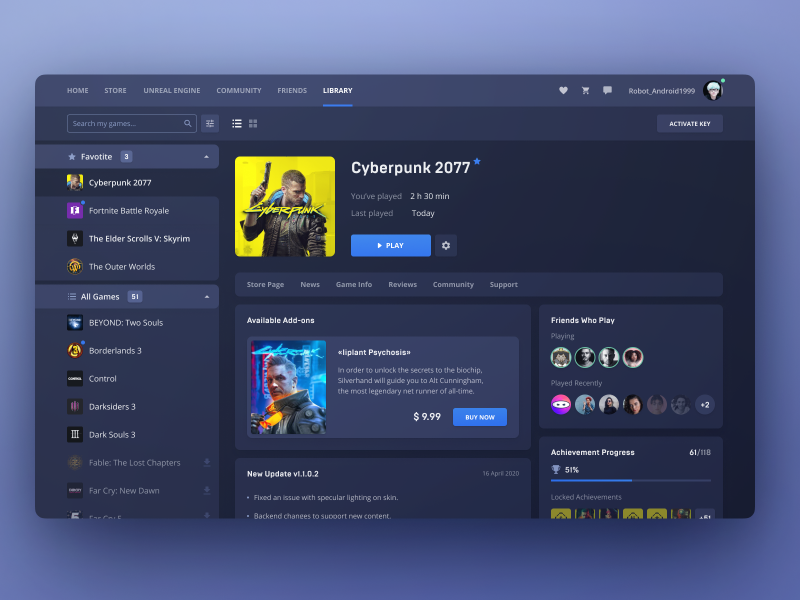 HOME STORE UNREAL ENGINE COMMUNITY FRIENDS LIBRARY Robot_Android1999
Search my games... ACTIVATE KEY
Favotite 3
Cyberpunk 2077
Fortnite Battle Royale
The Elder Scrolls V: Skyrim
The Outer Worlds
All Games 51
BEYOND: Two Souls
Borderlands 3
Control
Darksiders 3
Dark Souls 3
Fable: The Lost Chapters
Far Cry: New Dawn
Far Cry 5
CYBERPUNK
Cyberpunk 2077
You've played 2 h 30 min
Last played Today
PLAY
Store Page News Game Info Reviews Community Support
Available Add-ons
«liplant Psychosis»
In order to unlock the secrets to the biochip,
Silverhand will guide you to Alt Cunningham,
the most legendary net runner of all-time.
$ 9.99 BUY NOW
New Update v1.1.0.2 16 April 2020
• Fixed an issue with specular lighting on skin.
• Backend changes to support new content.
Friends Who Play
Playing
Played Recently
+2
Achievement Progress 61/118
51%
Locked Achievements
+51